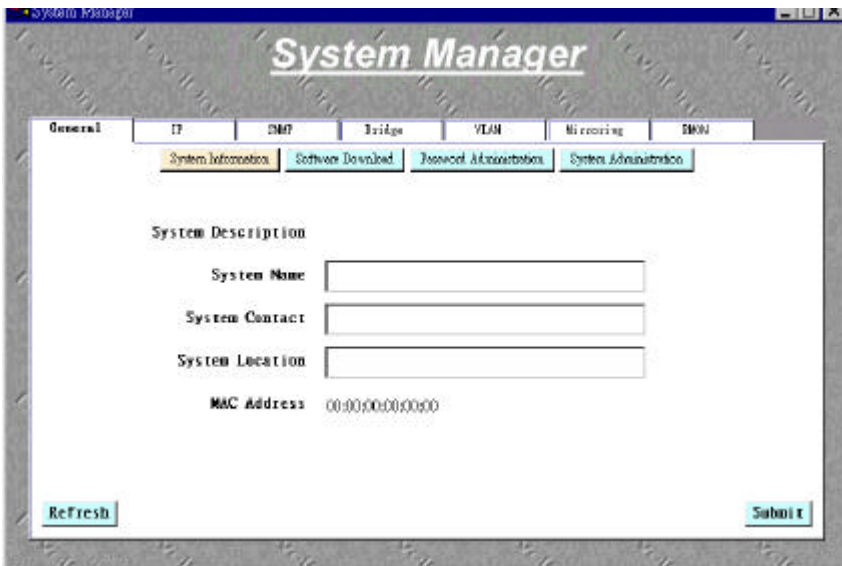 System Manager
System Manager
General IP SNMP Bridge VLAN Mirroring RMON
System Information Software Download Password Administration System Administration
System Description
System Name
System Contact
System Location
MAC Address 00:00:00:00:00:00
Refresh Submit